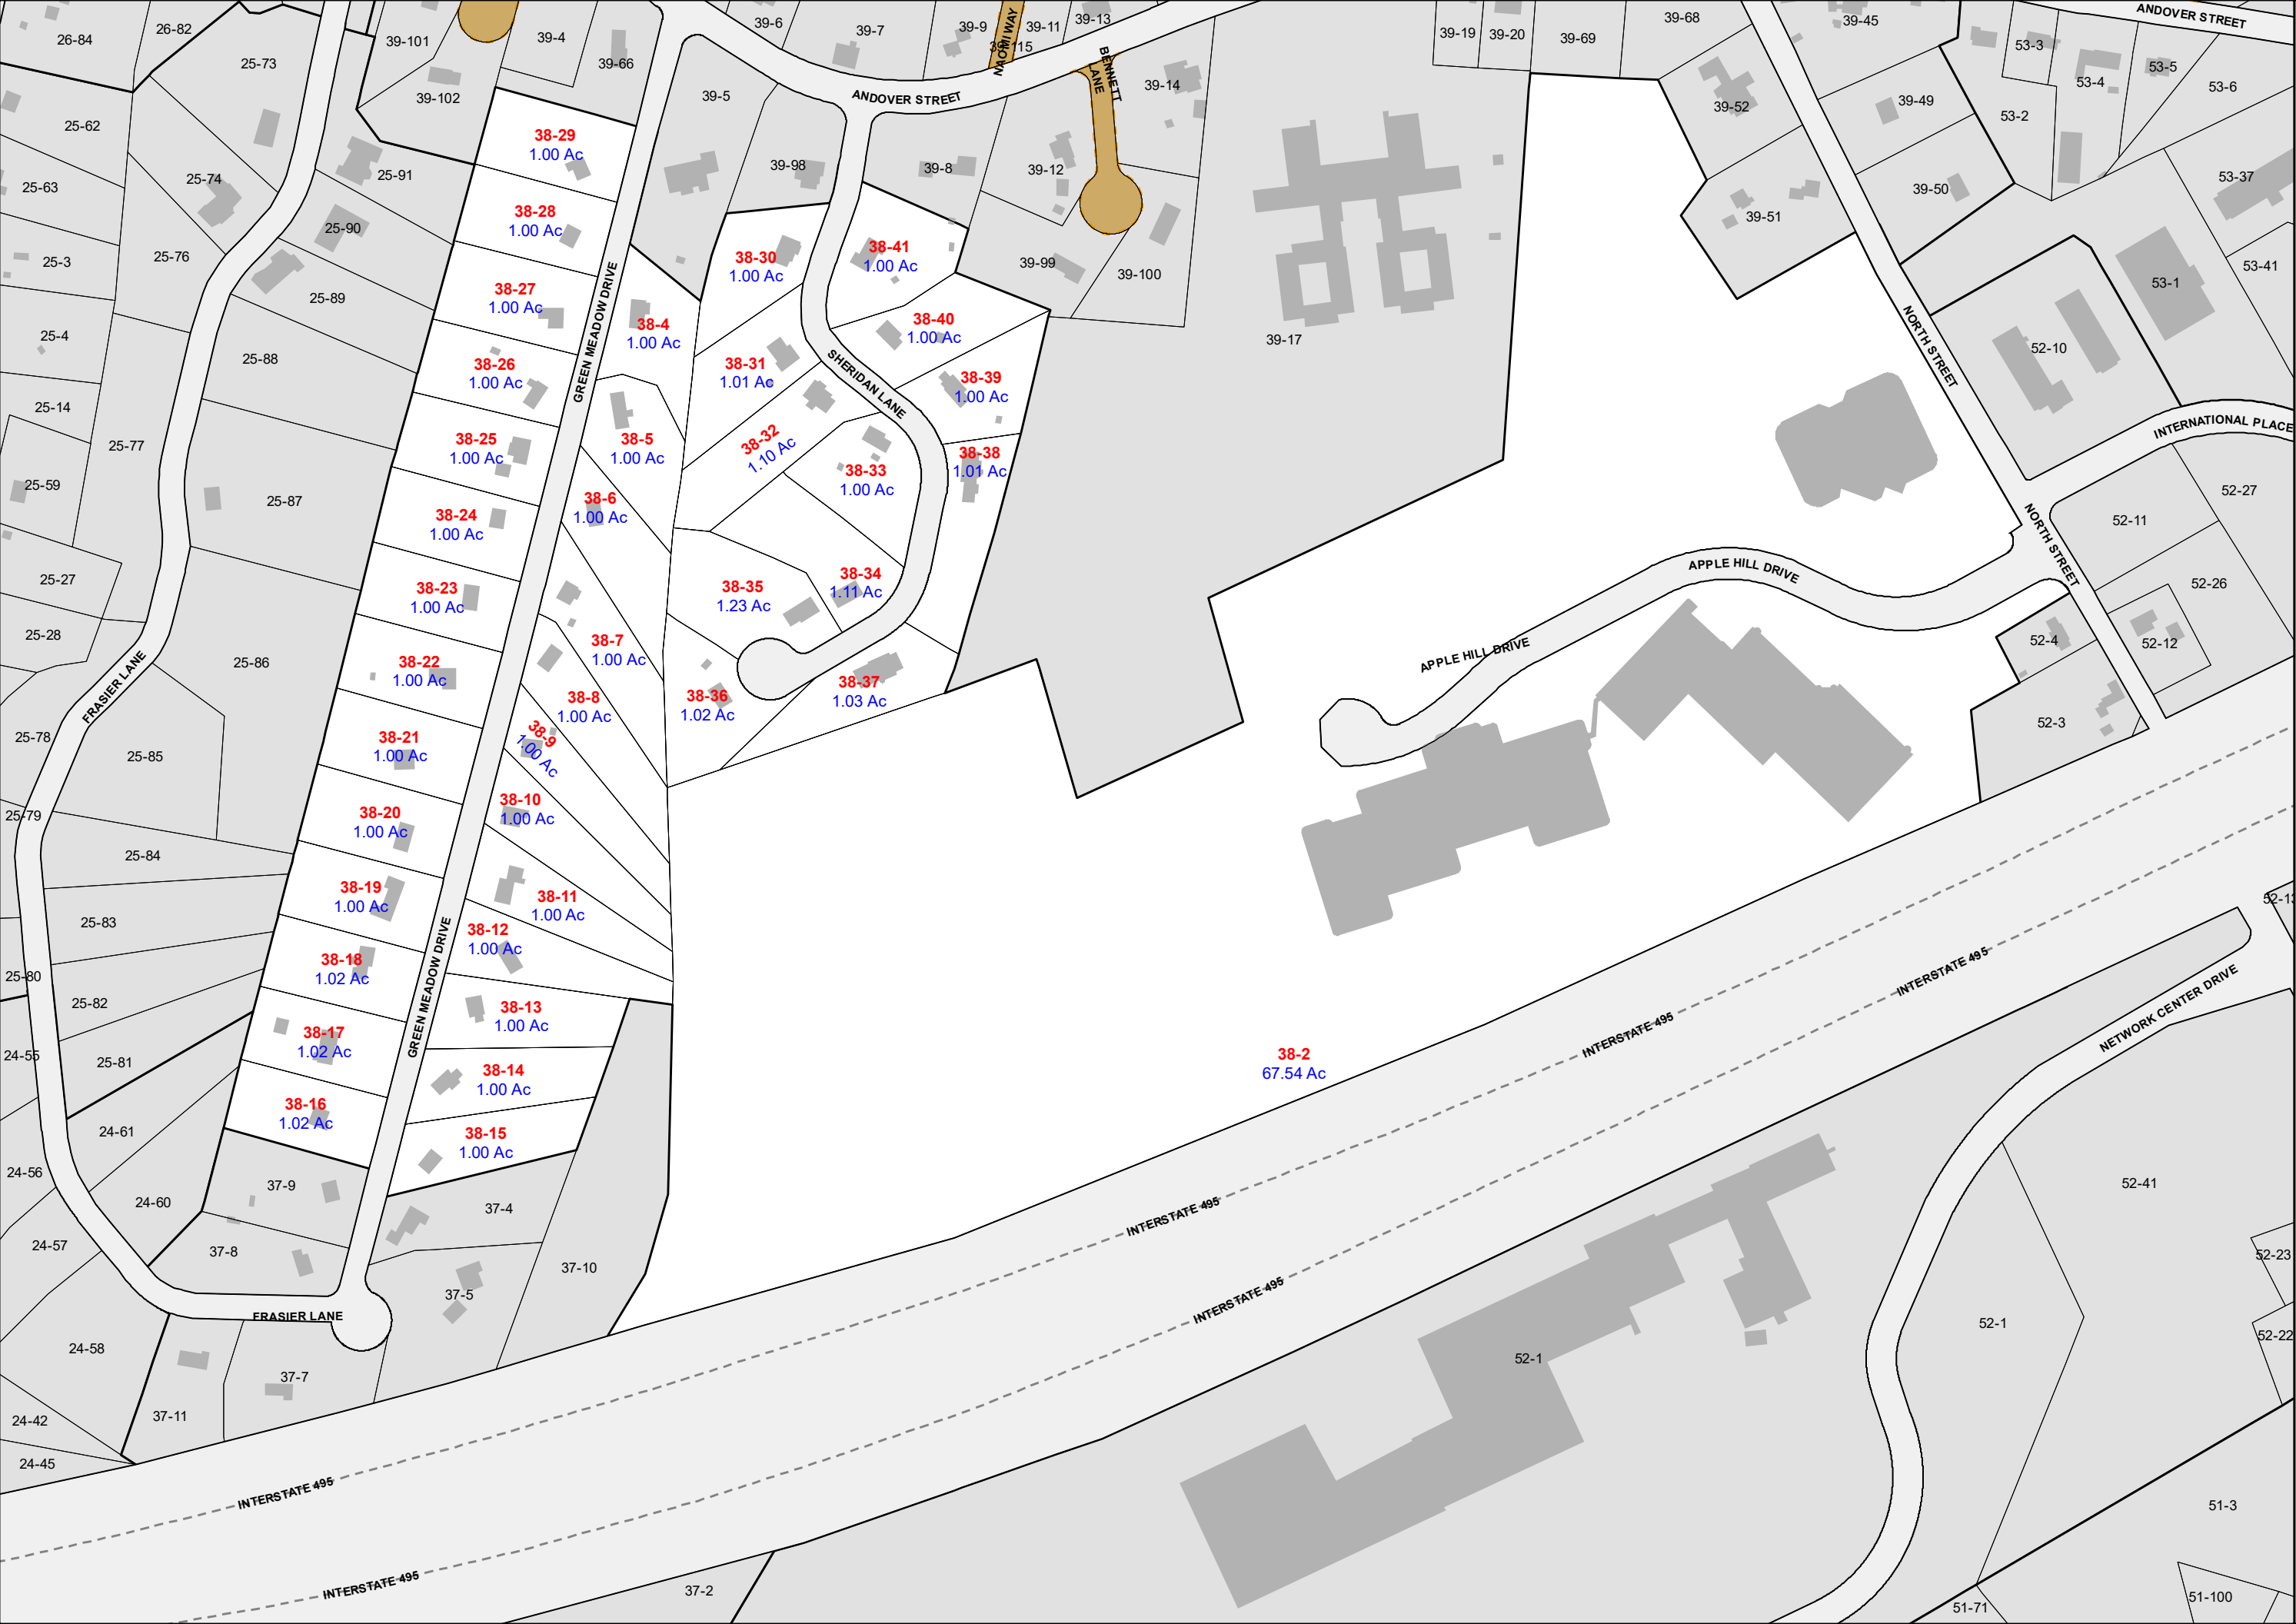 26-84
26-82
25-73
39-101
39-102
39-4
39-66
39-6
39-7
39-9
NAOMI WAY
39-115
39-11
39-13
BENNETT
LANE
39-14
39-19
39-20
39-69
39-68
39-45
53-3
53-4
53-5
53-6
ANDOVER STREET
39-52
39-49
53-2
39-5
ANDOVER STREET
25-62
25-63
25-74
25-91
38-29
1.00 Ac
39-98
39-8
39-12
39-51
39-50
53-37
25-90
38-28
1.00 Ac
25-3
25-76
25-89
38-27
1.00 Ac
GREEN MEADOW DRIVE
38-30
1.00 Ac
38-41
1.00 Ac
39-99
39-100
53-1
53-41
25-4
25-88
38-26
1.00 Ac
38-4
1.00 Ac
38-31
1.01 Ac
38-40
1.00 Ac
39-17
NORTH STREET
52-10
SHERIDAN LANE
38-39
1.00 Ac
25-14
25-77
38-25
1.00 Ac
38-5
1.00 Ac
38-32
1.10 Ac
38-33
1.00 Ac
38-38
1.01 Ac
INTERNATIONAL PLACE
25-59
25-87
38-24
1.00 Ac
38-6
1.00 Ac
52-27
52-11
NORTH STREET
25-27
38-23
1.00 Ac
38-35
1.23 Ac
38-34
1.11 Ac
APPLE HILL DRIVE
52-26
25-28
25-86
38-22
1.00 Ac
38-7
1.00 Ac
APPLE HILL DRIVE
52-4
52-12
FRASIER LANE
38-8
1.00 Ac
38-36
1.02 Ac
38-37
1.03 Ac
52-3
25-78
25-85
38-21
1.00 Ac
38-9
1.00 Ac
25-79
38-20
1.00 Ac
38-10
1.00 Ac
25-84
38-19
1.00 Ac
38-11
1.00 Ac
25-83
38-12
1.00 Ac
25-80
38-18
1.02 Ac
GREEN MEADOW DRIVE
INTERSTATE 495
NETWORK CENTER DRIVE
25-82
38-13
1.00 Ac
24-55
25-81
38-17
1.02 Ac
38-14
1.00 Ac
38-2
67.54 Ac
INTERSTATE 495
24-61
38-16
1.02 Ac
38-15
1.00 Ac
24-56
37-9
24-60
37-4
INTERSTATE 495
52-41
24-57
37-8
37-10
52-23
37-5
INTERSTATE 495
FRASIER LANE
52-1
52-1
52-22
24-58
37-7
24-42
37-11
24-45
INTERSTATE 495
51-3
INTERSTATE 495
37-2
51-71
51-100